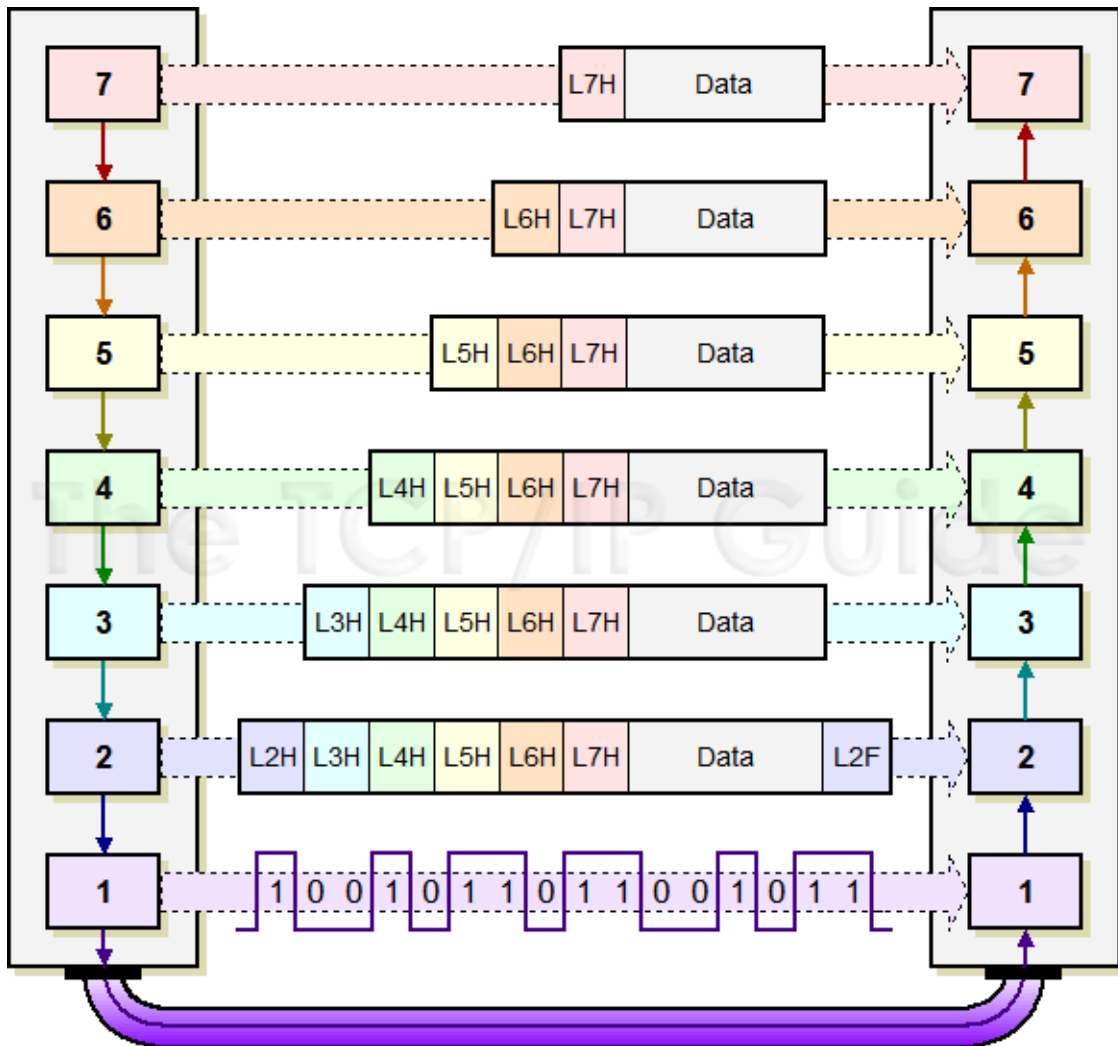 7 L7H Data 7
6 L6H L7H Data 6
5 L5H L6H L7H Data 5
4 L4H L5H L6H L7H Data 4
The TCP/IP Guide
3 L3H L4H L5H L6H L7H Data 3
2 L2H L3H L4H L5H L6H L7H Data L2F 2
1 1 0 0 1 0 1 1 0 1 1 0 0 1 0 1 1 1